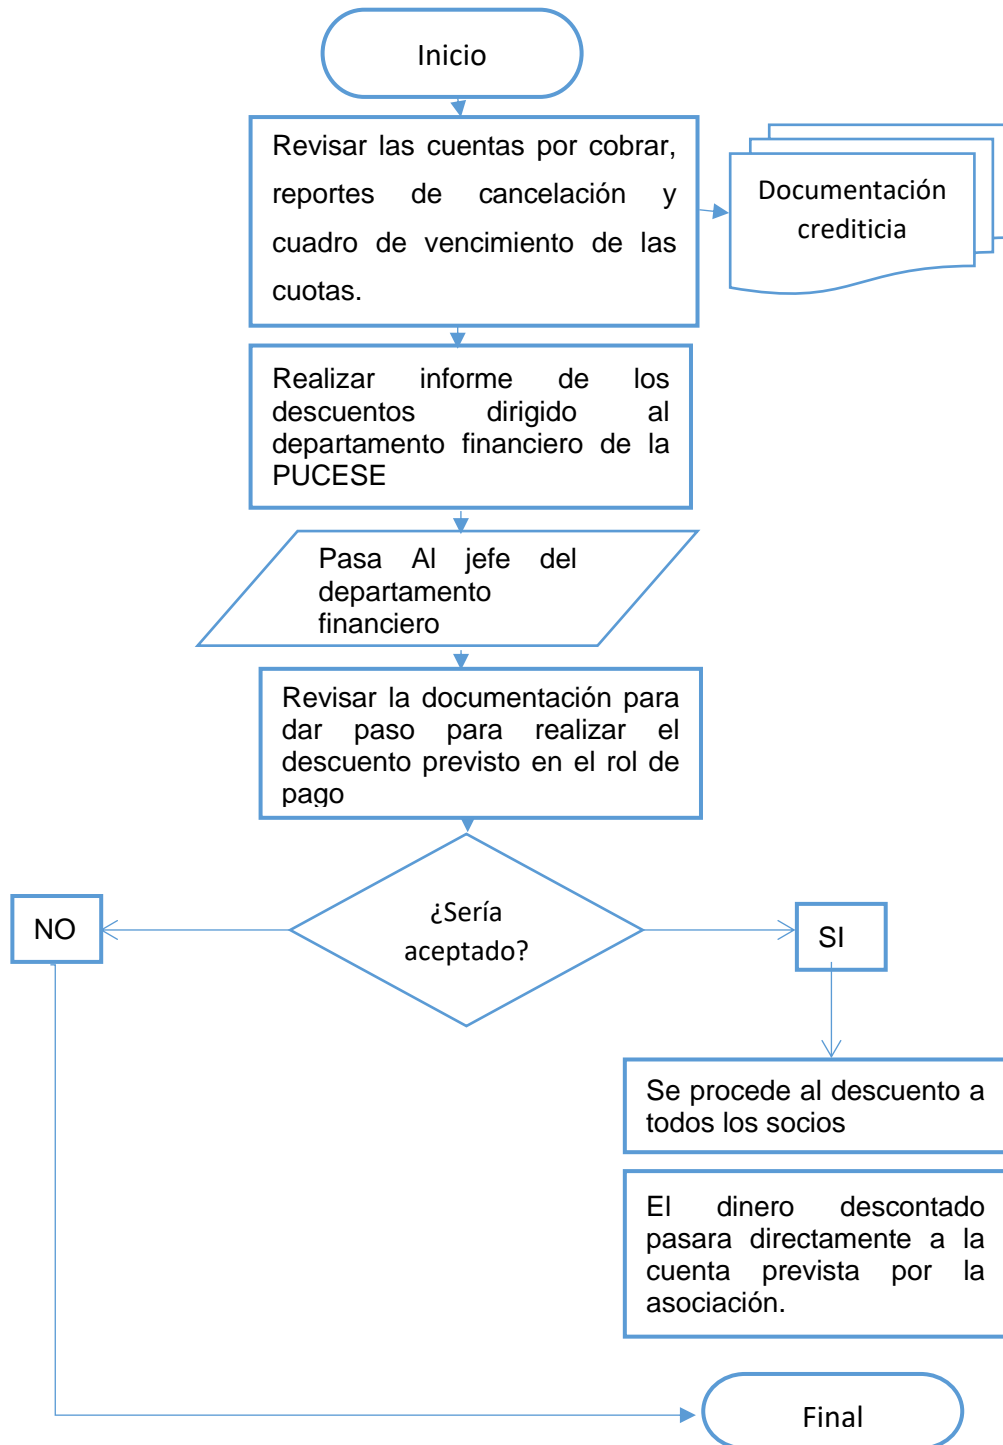 Inicio
Revisar las cuentas por cobrar,
reportes de cancelación y
cuadro de vencimiento de las
cuotas.
Documentación
crediticia
Realizar informe de los
descuentos dirigido al
departamento financiero de la
PUCESE
Pasa Al jefe del
departamento
financiero
Revisar la documentación para
dar paso para realizar el
descuento previsto en el rol de
pago
¿Sería
aceptado?
NO
SI
Se procede al descuento a
todos los socios
El dinero descontado
pasara directamente a la
cuenta prevista por la
asociación.
Final